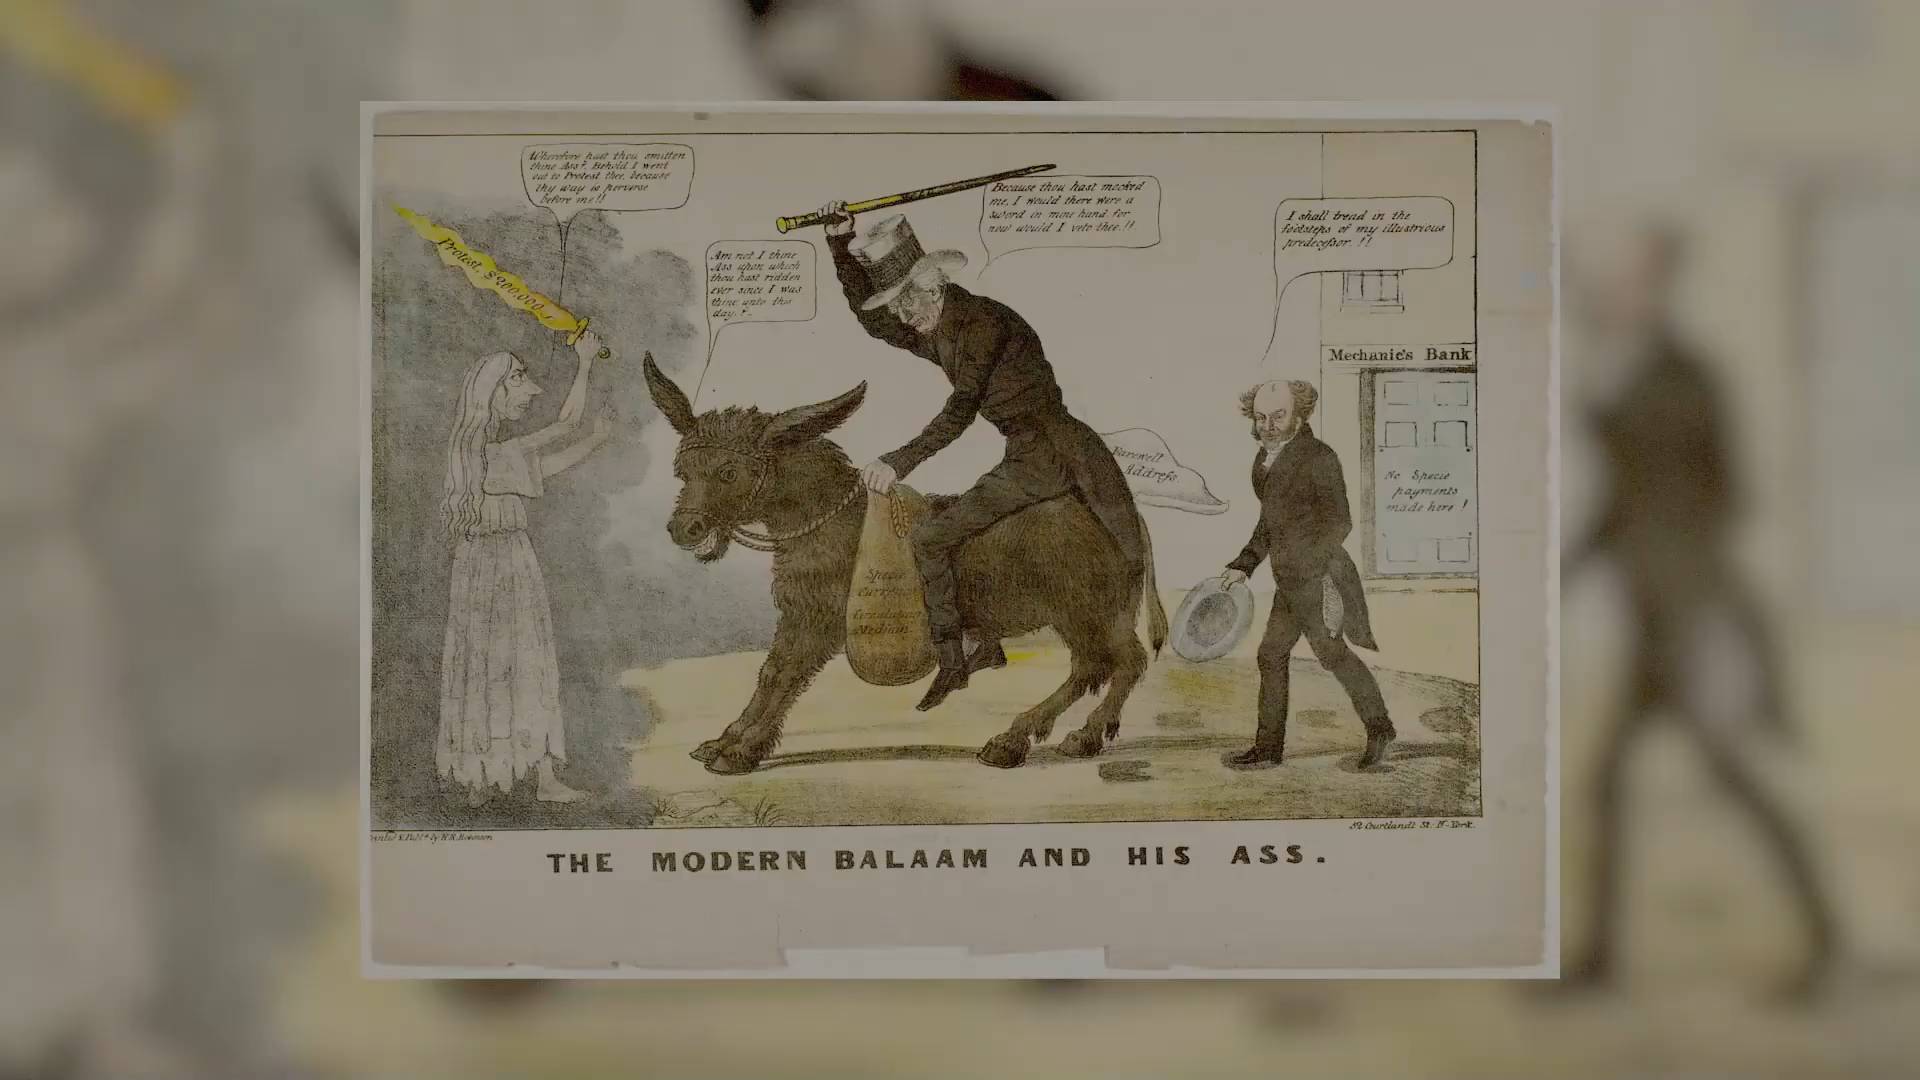 Wherefore hast thou smitten
thine Ass? Behold I went
out to Protest thee, because
thy way is perverse
before me!!
Protest, $200,000
Am not I thine
Ass upon which
thou hast ridden
ever since I was
thine unto this
day.?
Because thou hast mocked
me, I would there were a
sword in mine hand for
now would I veto thee.!!
I shall tread in the
footsteps of my illustrious
predecessor.!!
Mechanic's Bank
No Specie
payments
made here!
Farewell
Address
Specie
Currency
Medium
& Publd by H.R. Robinson
52 Courtlandt St. N-York.
THE MODERN BALAAM AND HIS ASS.